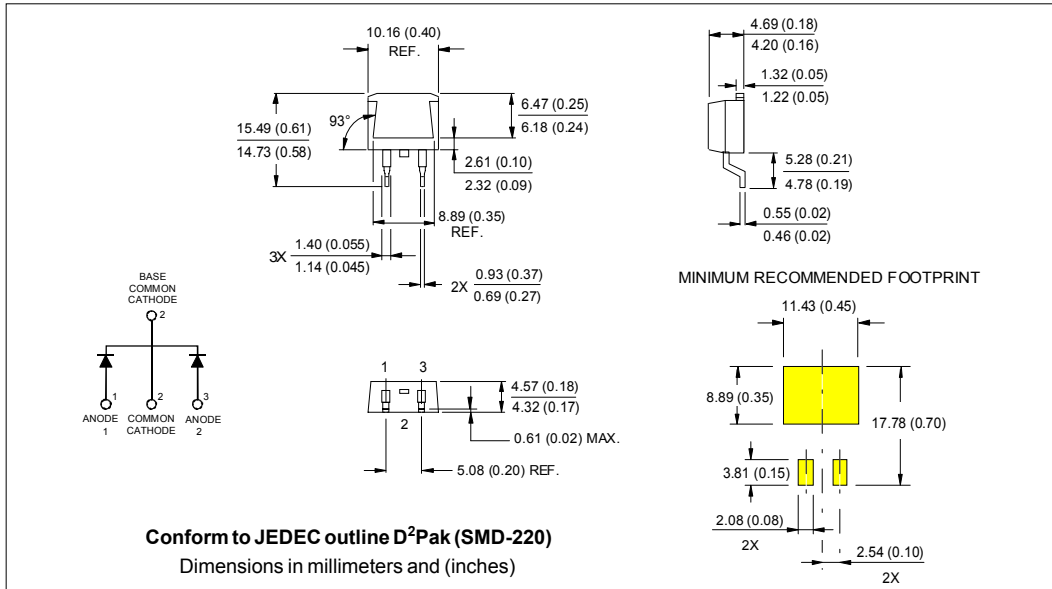 10.16 (0.40)
REF.
93°
15.49 (0.61)
14.73 (0.58)
6.47 (0.25)
6.18 (0.24)
2.61 (0.10)
2.32 (0.09)
8.89 (0.35)
REF.
3X
1.40 (0.055)
1.14 (0.045)
2X
0.93 (0.37)
0.69 (0.27)
4.69 (0.18)
4.20 (0.16)
1.32 (0.05)
1.22 (0.05)
5.28 (0.21)
4.78 (0.19)
0.55 (0.02)
0.46 (0.02)
BASE
COMMON
CATHODE
2
1
2
3
ANODE
1
COMMON
CATHODE
ANODE
2
1
3
2
4.57 (0.18)
4.32 (0.17)
0.61 (0.02) MAX.
5.08 (0.20) REF.
MINIMUM RECOMMENDED FOOTPRINT
11.43 (0.45)
8.89 (0.35)
17.78 (0.70)
3.81 (0.15)
2.08 (0.08)
2X
2.54 (0.10)
2X
Conform to JEDEC outline D²Pak (SMD-220)
Dimensions in millimeters and (inches)